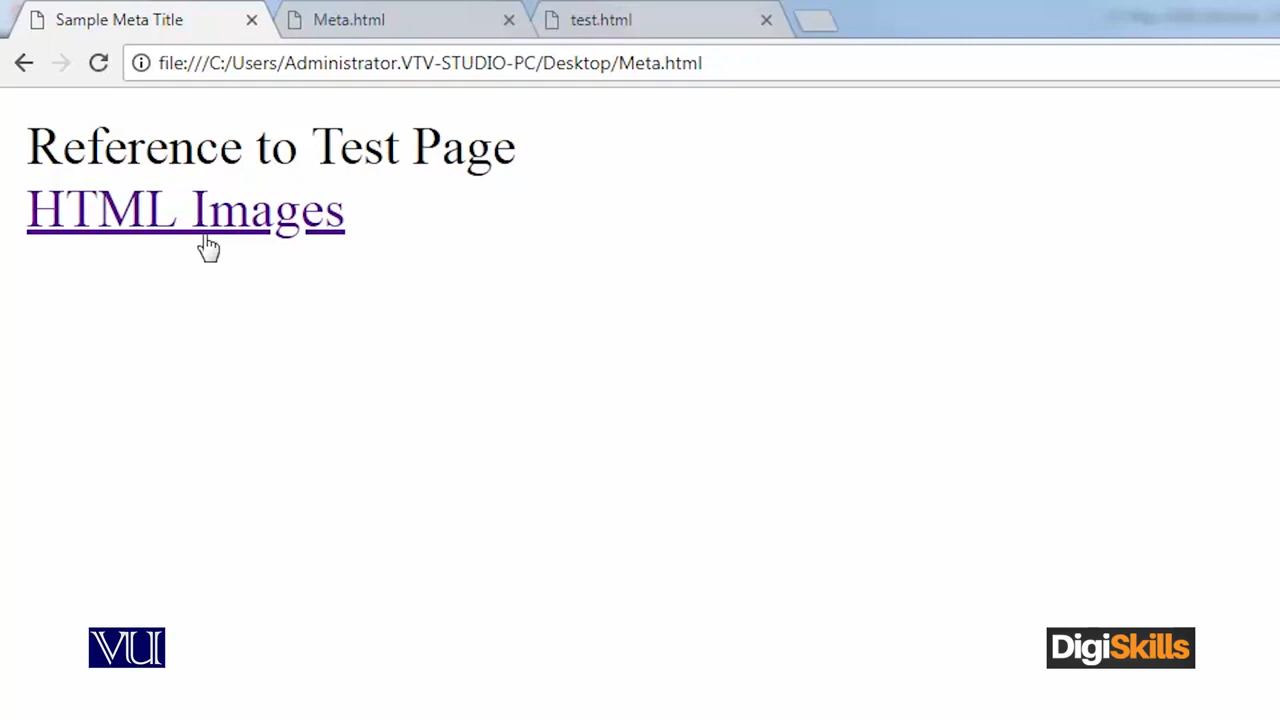 Sample Meta Title
Meta.html
test.html
file:///C:/Users/Administrator.VTV-STUDIO-PC/Desktop/Meta.html
Reference to Test Page
HTML Images
VU
DigiSkills